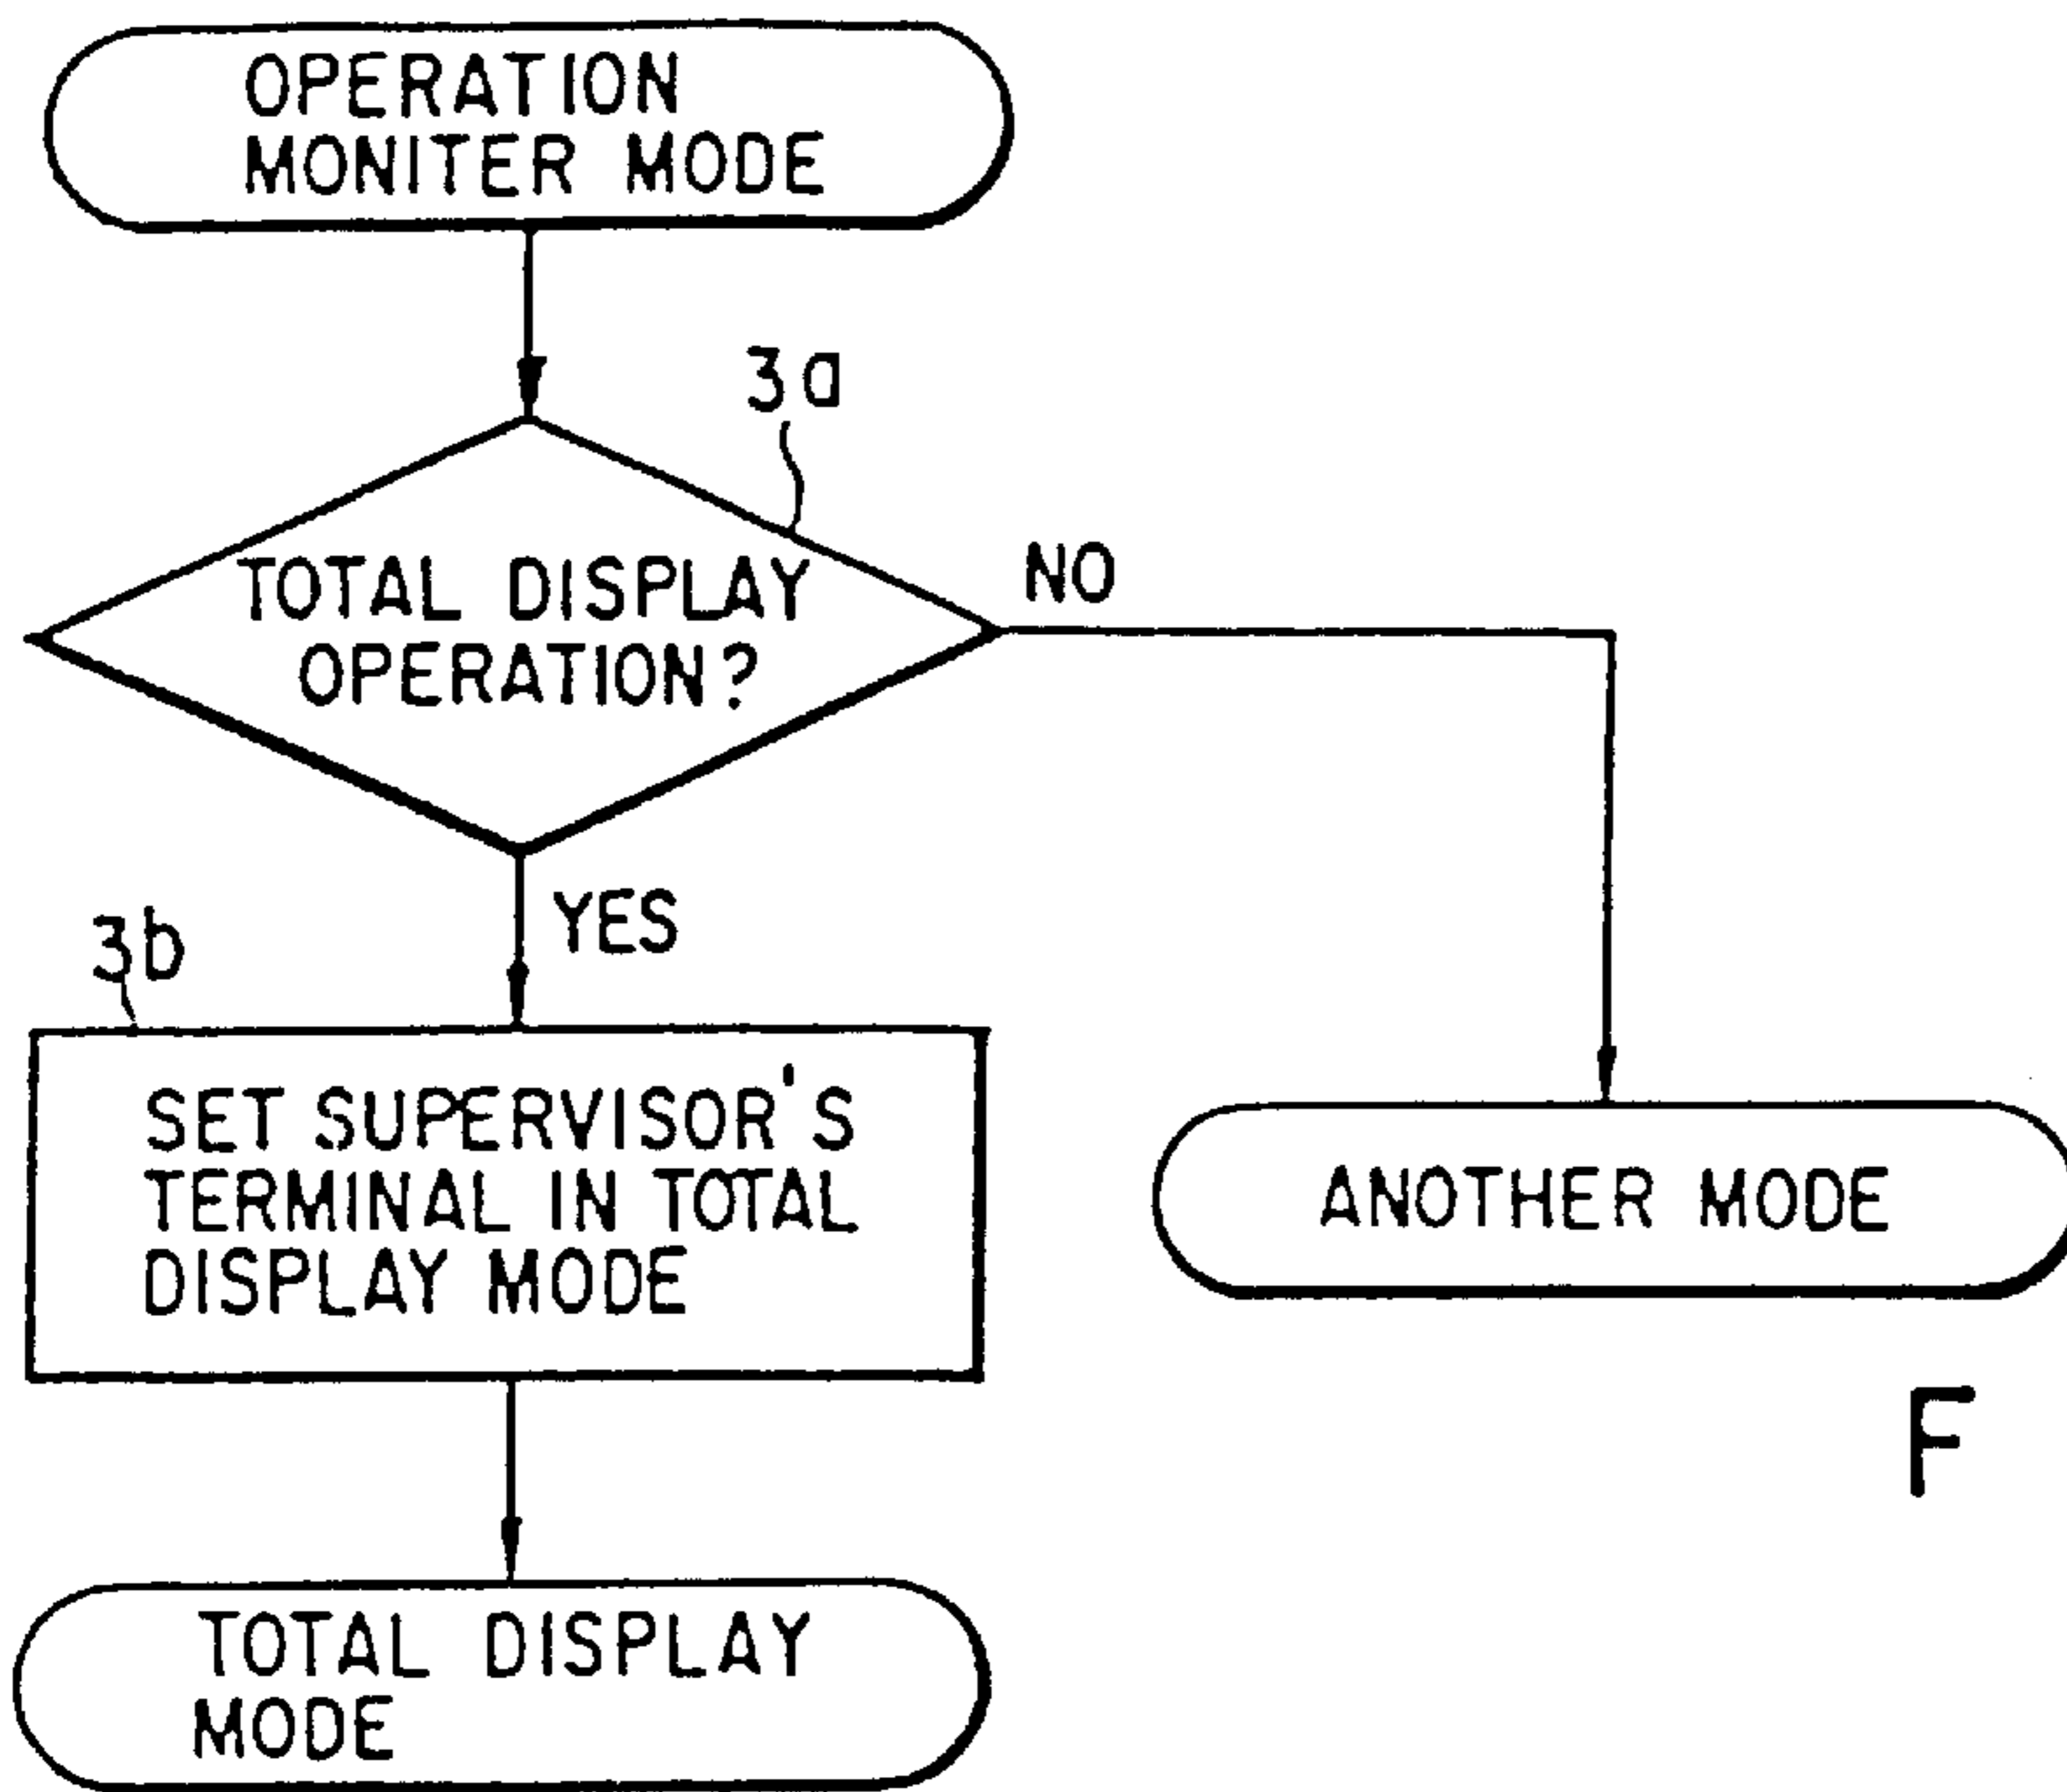 OPERATION
MONITER MODE
3a
TOTAL DISPLAY
OPERATION?
NO
YES
3b
SET SUPERVISOR'S
TERMINAL IN TOTAL
DISPLAY MODE
ANOTHER MODE
F
TOTAL DISPLAY
MODE